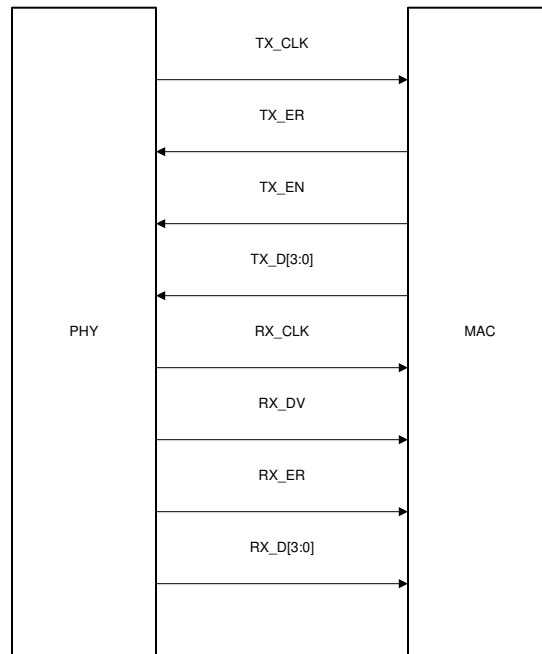 TX_CLK
TX_ER
TX_EN
TX_D[3:0]
PHY
RX_CLK
MAC
RX_DV
RX_ER
RX_D[3:0]